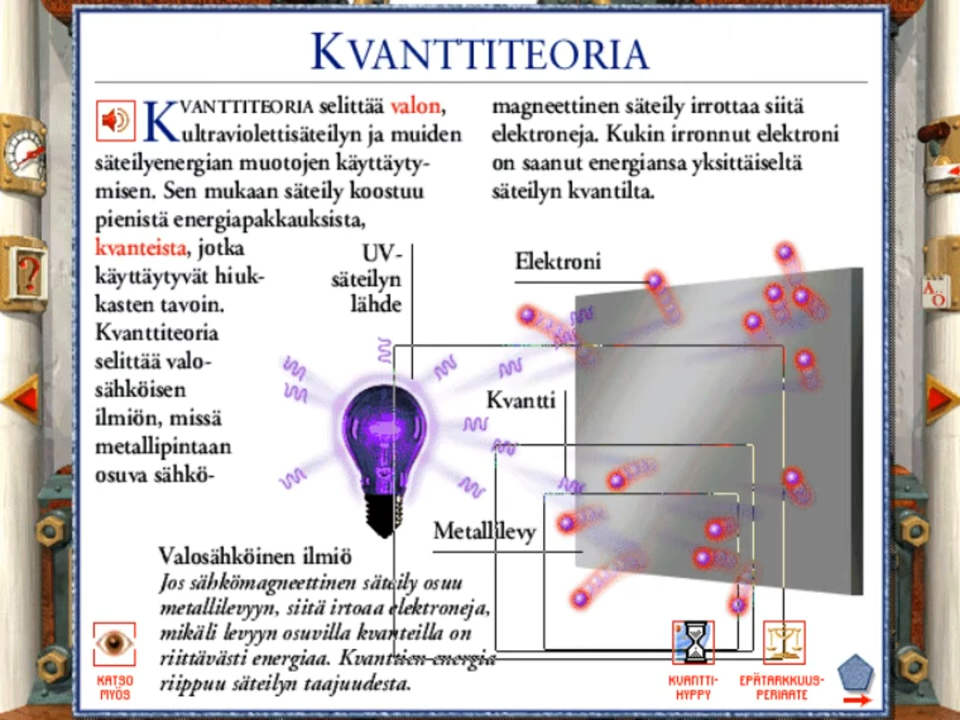 KVANTTITEORIA
KVANTTITEORIA selittää valon,
ultraviolettisäteilyn ja muiden
säteilyenergian muotojen käyttäyty-
misen. Sen mukaan säteily koostuu
pienistä energiapakkauksista,
kvanteista, jotka
käyttäytyvät hiuk-
kasten tavoin.
Kvanttiteoria
selittää valo-
sähköisen
ilmiön, missä
metallipintaan
osuva sähkö-
magneettinen säteily irrottaa siitä
elektroneja. Kukin irronnut elektroni
on saanut energiansa yksittäiseltä
säteilyn kvantilta.
UV-
säteilyn
lähde
Elektroni
Kvantti
Metallilevy
Valosähköinen ilmiö
Jos sähkömagneettinen säteily osuu
metallilevyyn, siitä irtoaa elektroneja,
mikäli levyyn osuvilla kvanteilla on
riittävästi energiaa. Kvanttien energia
riippuu säteilyn taajuudesta.
KATSO
MYÖS
KVANTTI-
HYPPY
EPÄTARKKUUS-
PERIAATE
?
A...
O